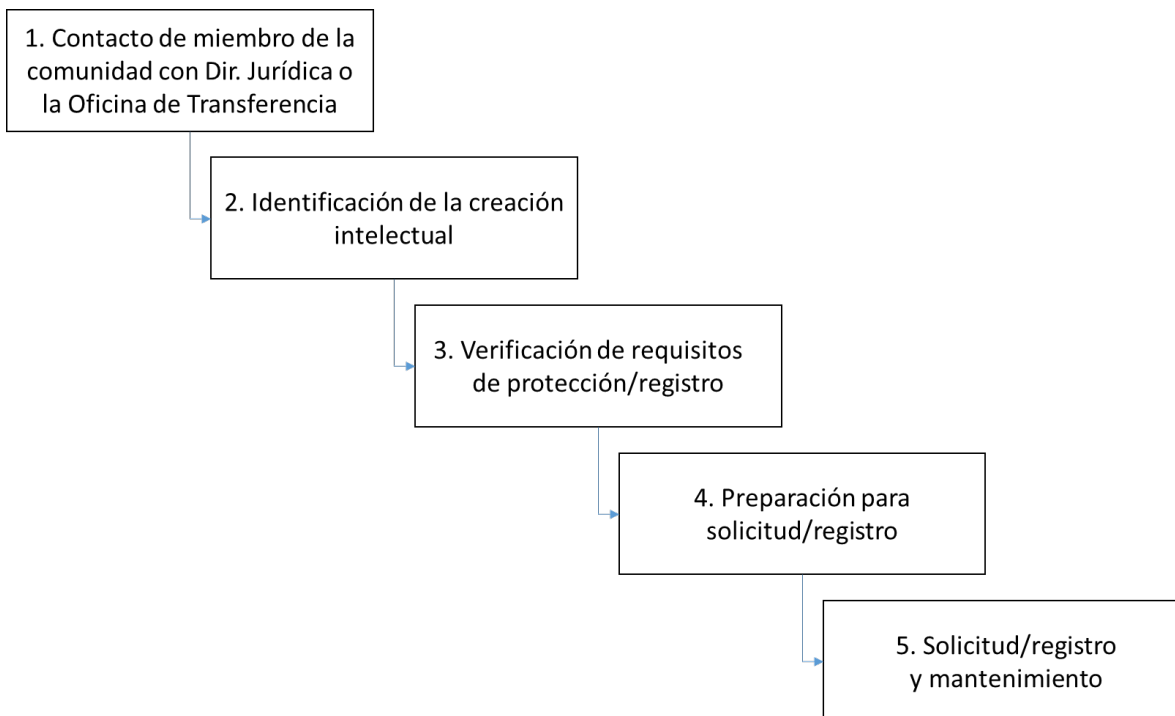 1. Contacto de miembro de la
comunidad con Dir. Jurídica o
la Oficina de Transferencia
2. Identificación de la creación
intelectual
3. Verificación de requisitos
de protección/registro
4. Preparación para
solicitud/registro
5. Solicitud/registro
y mantenimiento